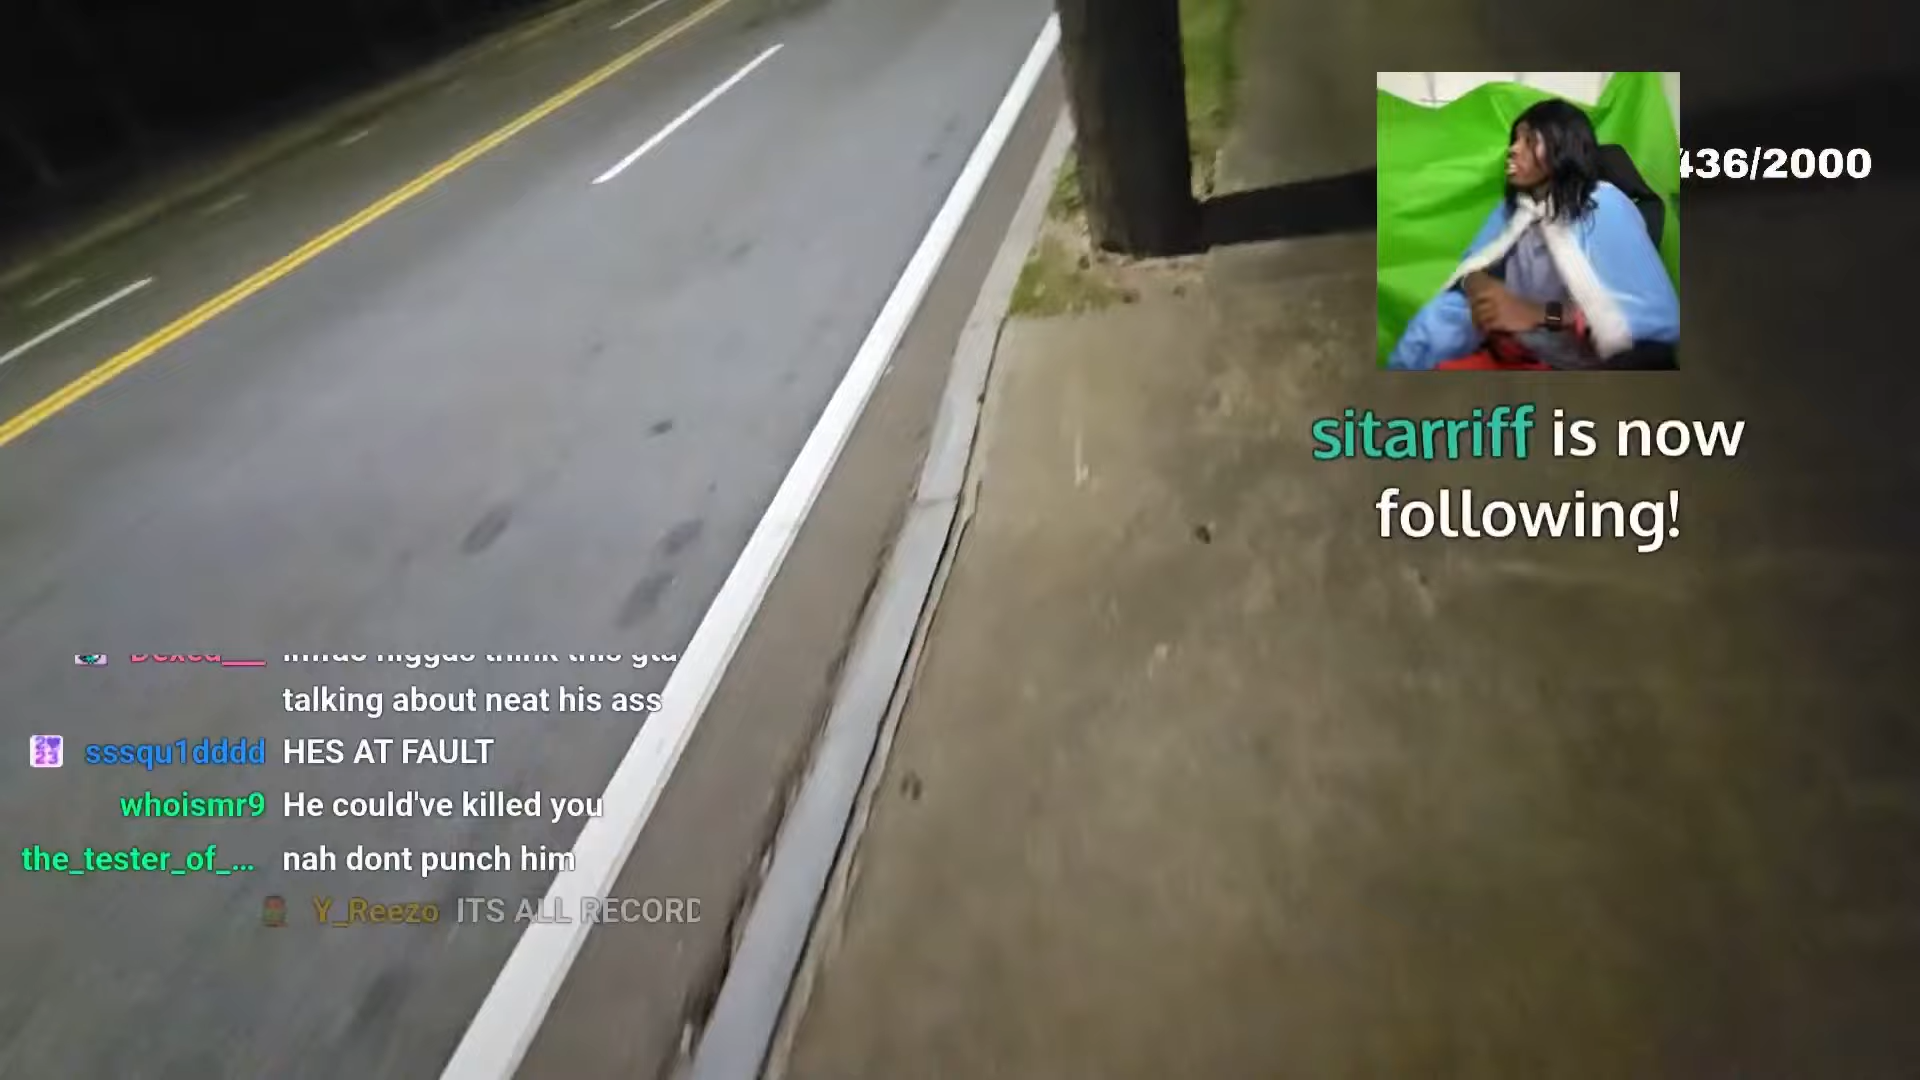 436/2000
sitarriff is now
following!
talking about neat his ass
sssqu1dddd HES AT FAULT
whoismr9 He could've killed you
the_tester_of_... nah dont punch him
Y_Reezo ITS ALL RECORD